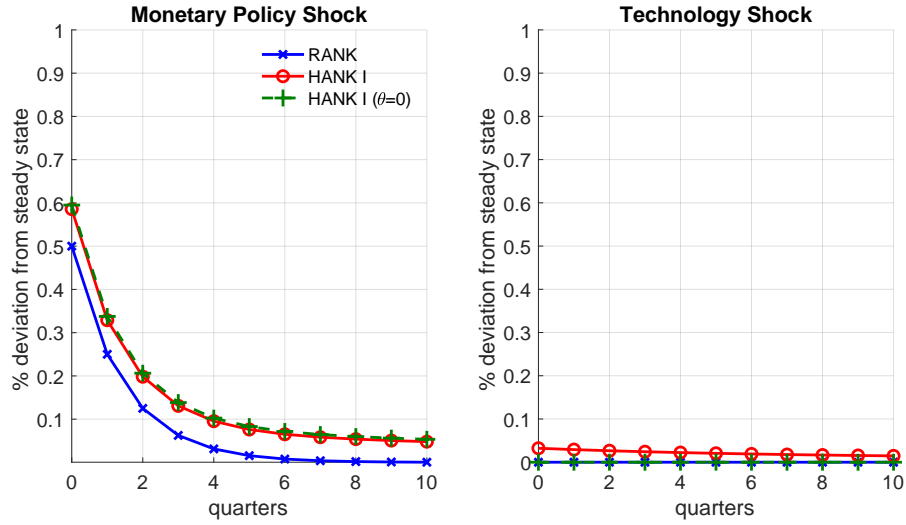 Monetary Policy Shock
% deviation from steady state
1
0.9
0.8
0.7
0.6
0.5
0.4
0.3
0.2
0.1
0 2 4 6 8 10
quarters
RANK
HANK I
HANK I (θ=0)
Technology Shock
% deviation from steady state
1
0.9
0.8
0.7
0.6
0.5
0.4
0.3
0.2
0.1
0
0 2 4 6 8 10
quarters